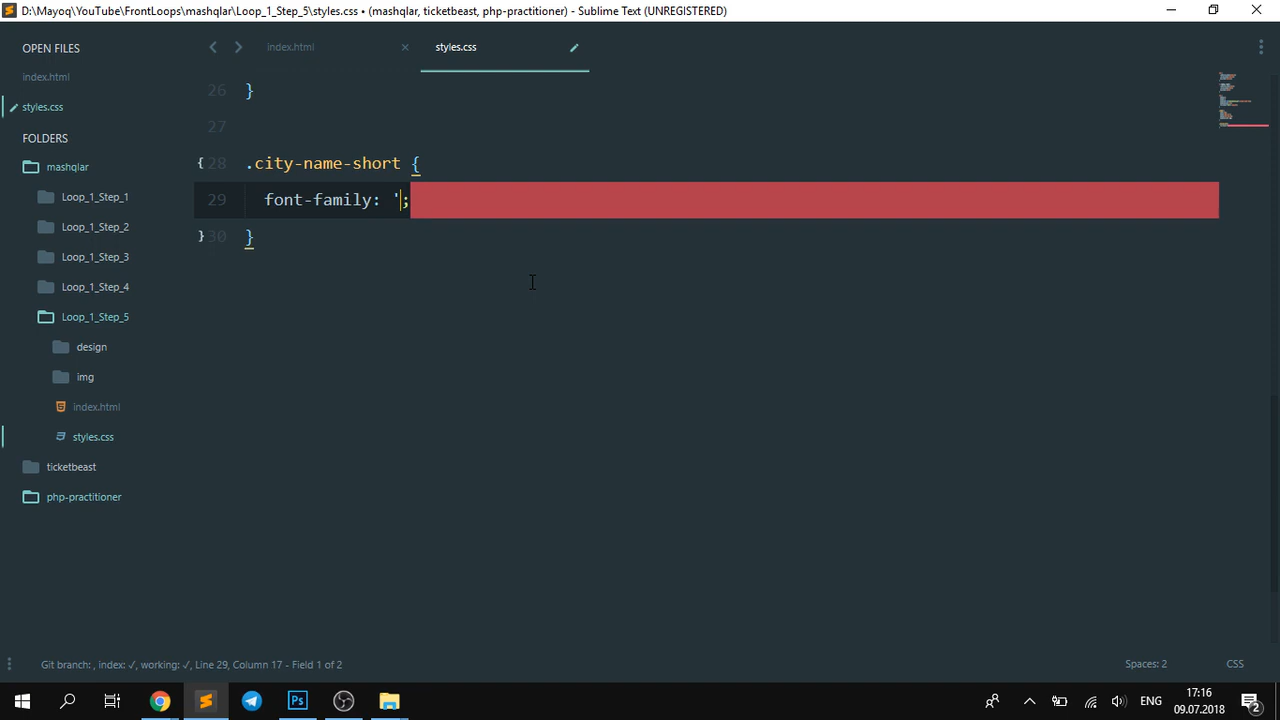 D:\Mayoq\YouTube\FrontLoops\mashqlar\Loop_1_Step_5\styles.css • (mashqlar, ticketbeast, php-practitioner) - Sublime Text (UNREGISTERED)
OPEN FILES
index.html
styles.css
FOLDERS
mashqlar
Loop_1_Step_1
Loop_1_Step_2
Loop_1_Step_3
Loop_1_Step_4
Loop_1_Step_5
design
img
index.html
styles.css
ticketbeast
php-practitioner
index.html
styles.css
26 }
27
28 .city-name-short {
29 font-family: ';
30 }
Git branch: , index: ✓, working: ✓, Line 29, Column 17 - Field 1 of 2
Spaces: 2
CSS
Ps
ENG
17:16
09.07.2018
2